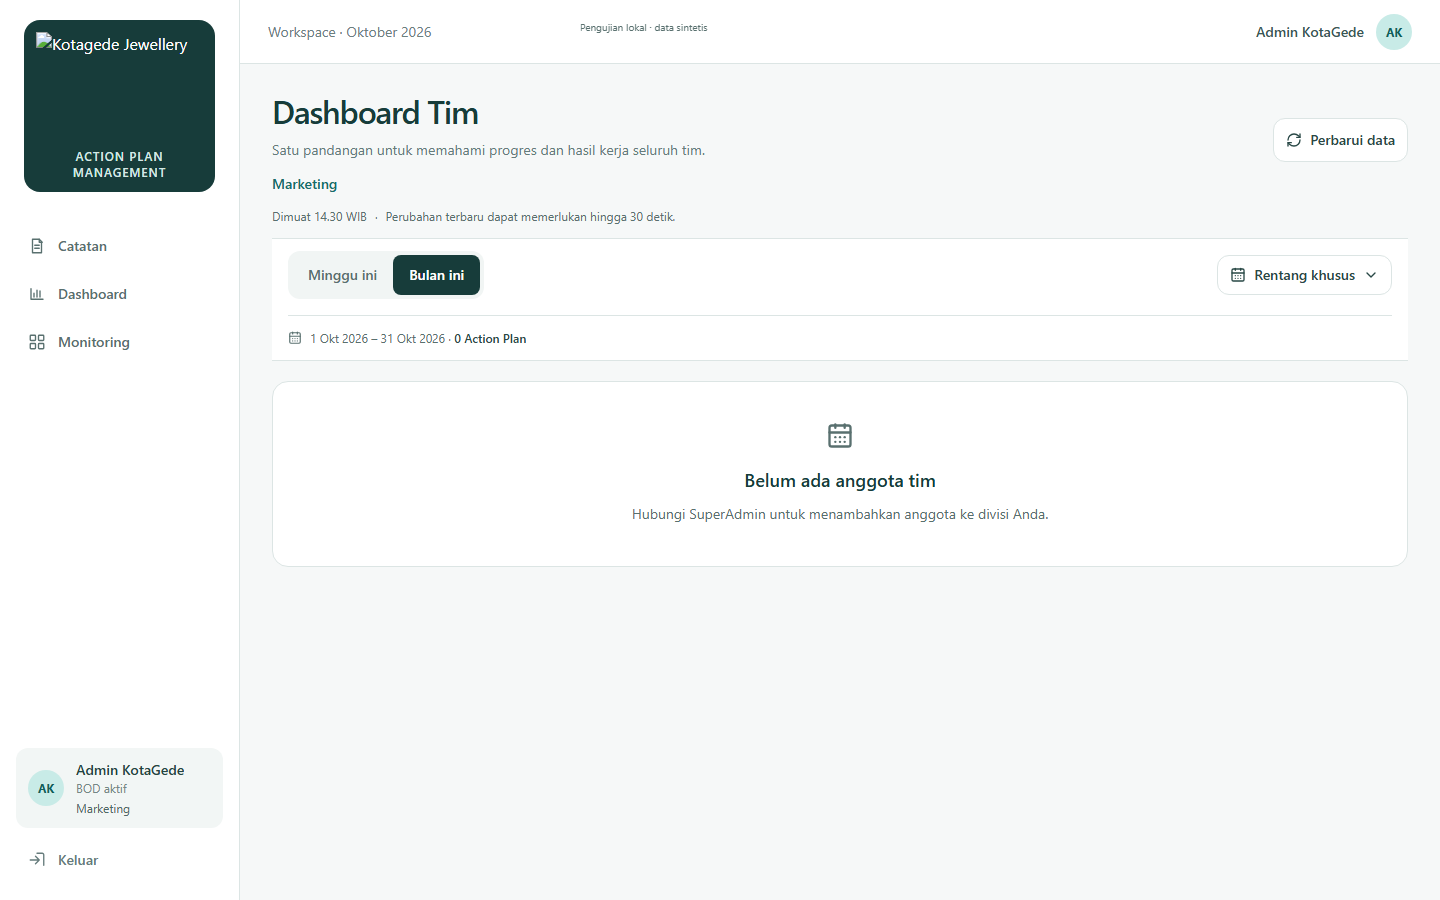 Kotagede Jewellery
ACTION PLAN
MANAGEMENT
Catatan
Dashboard
Monitoring
AK
Admin KotaGede
BOD aktif
Marketing
Keluar
Workspace · Oktober 2026
Pengujian lokal · data sintetis
Admin KotaGede
AK
Dashboard Tim
Satu pandangan untuk memahami progres dan hasil kerja seluruh tim.
Perbarui data
Marketing
Dimuat 14.30 WIB · Perubahan terbaru dapat memerlukan hingga 30 detik.
Minggu ini
Bulan ini
Rentang khusus
1 Okt 2026 – 31 Okt 2026 · 0 Action Plan
Belum ada anggota tim
Hubungi SuperAdmin untuk menambahkan anggota ke divisi Anda.